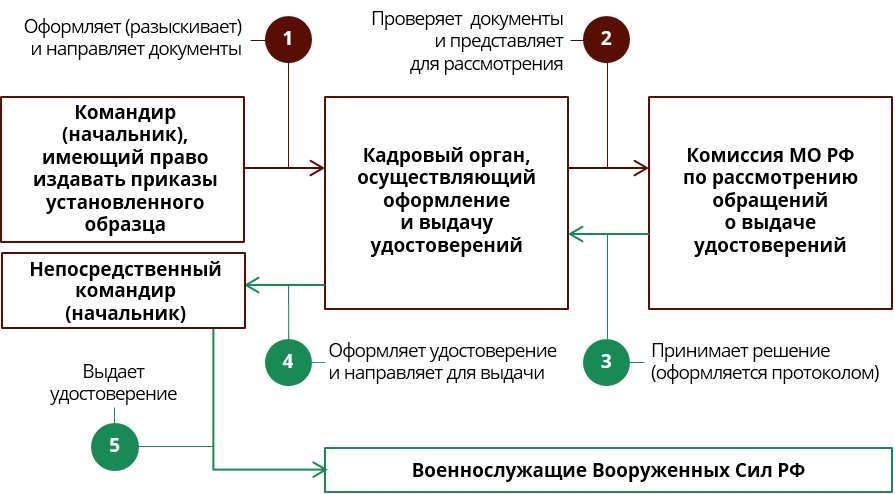 Оформляет (разыскивает)
и направляет документы
1
Проверяет документы
и представляет
для рассмотрения
2
Командир
(начальник),
имеющий право
издавать приказы
установленного
образца
Кадровый орган,
осуществляющий
оформление
и выдачу
удостоверений
Комиссия МО РФ
по рассмотрению
обращений
о выдаче
удостоверений
Непосредственный
командир
(начальник)
4
Оформляет удостоверение
и направляет для выдачи
3
Принимает решение
(оформляется протоколом)
Выдает
удостоверение
5
Военнослужащие Вооруженных Сил РФ